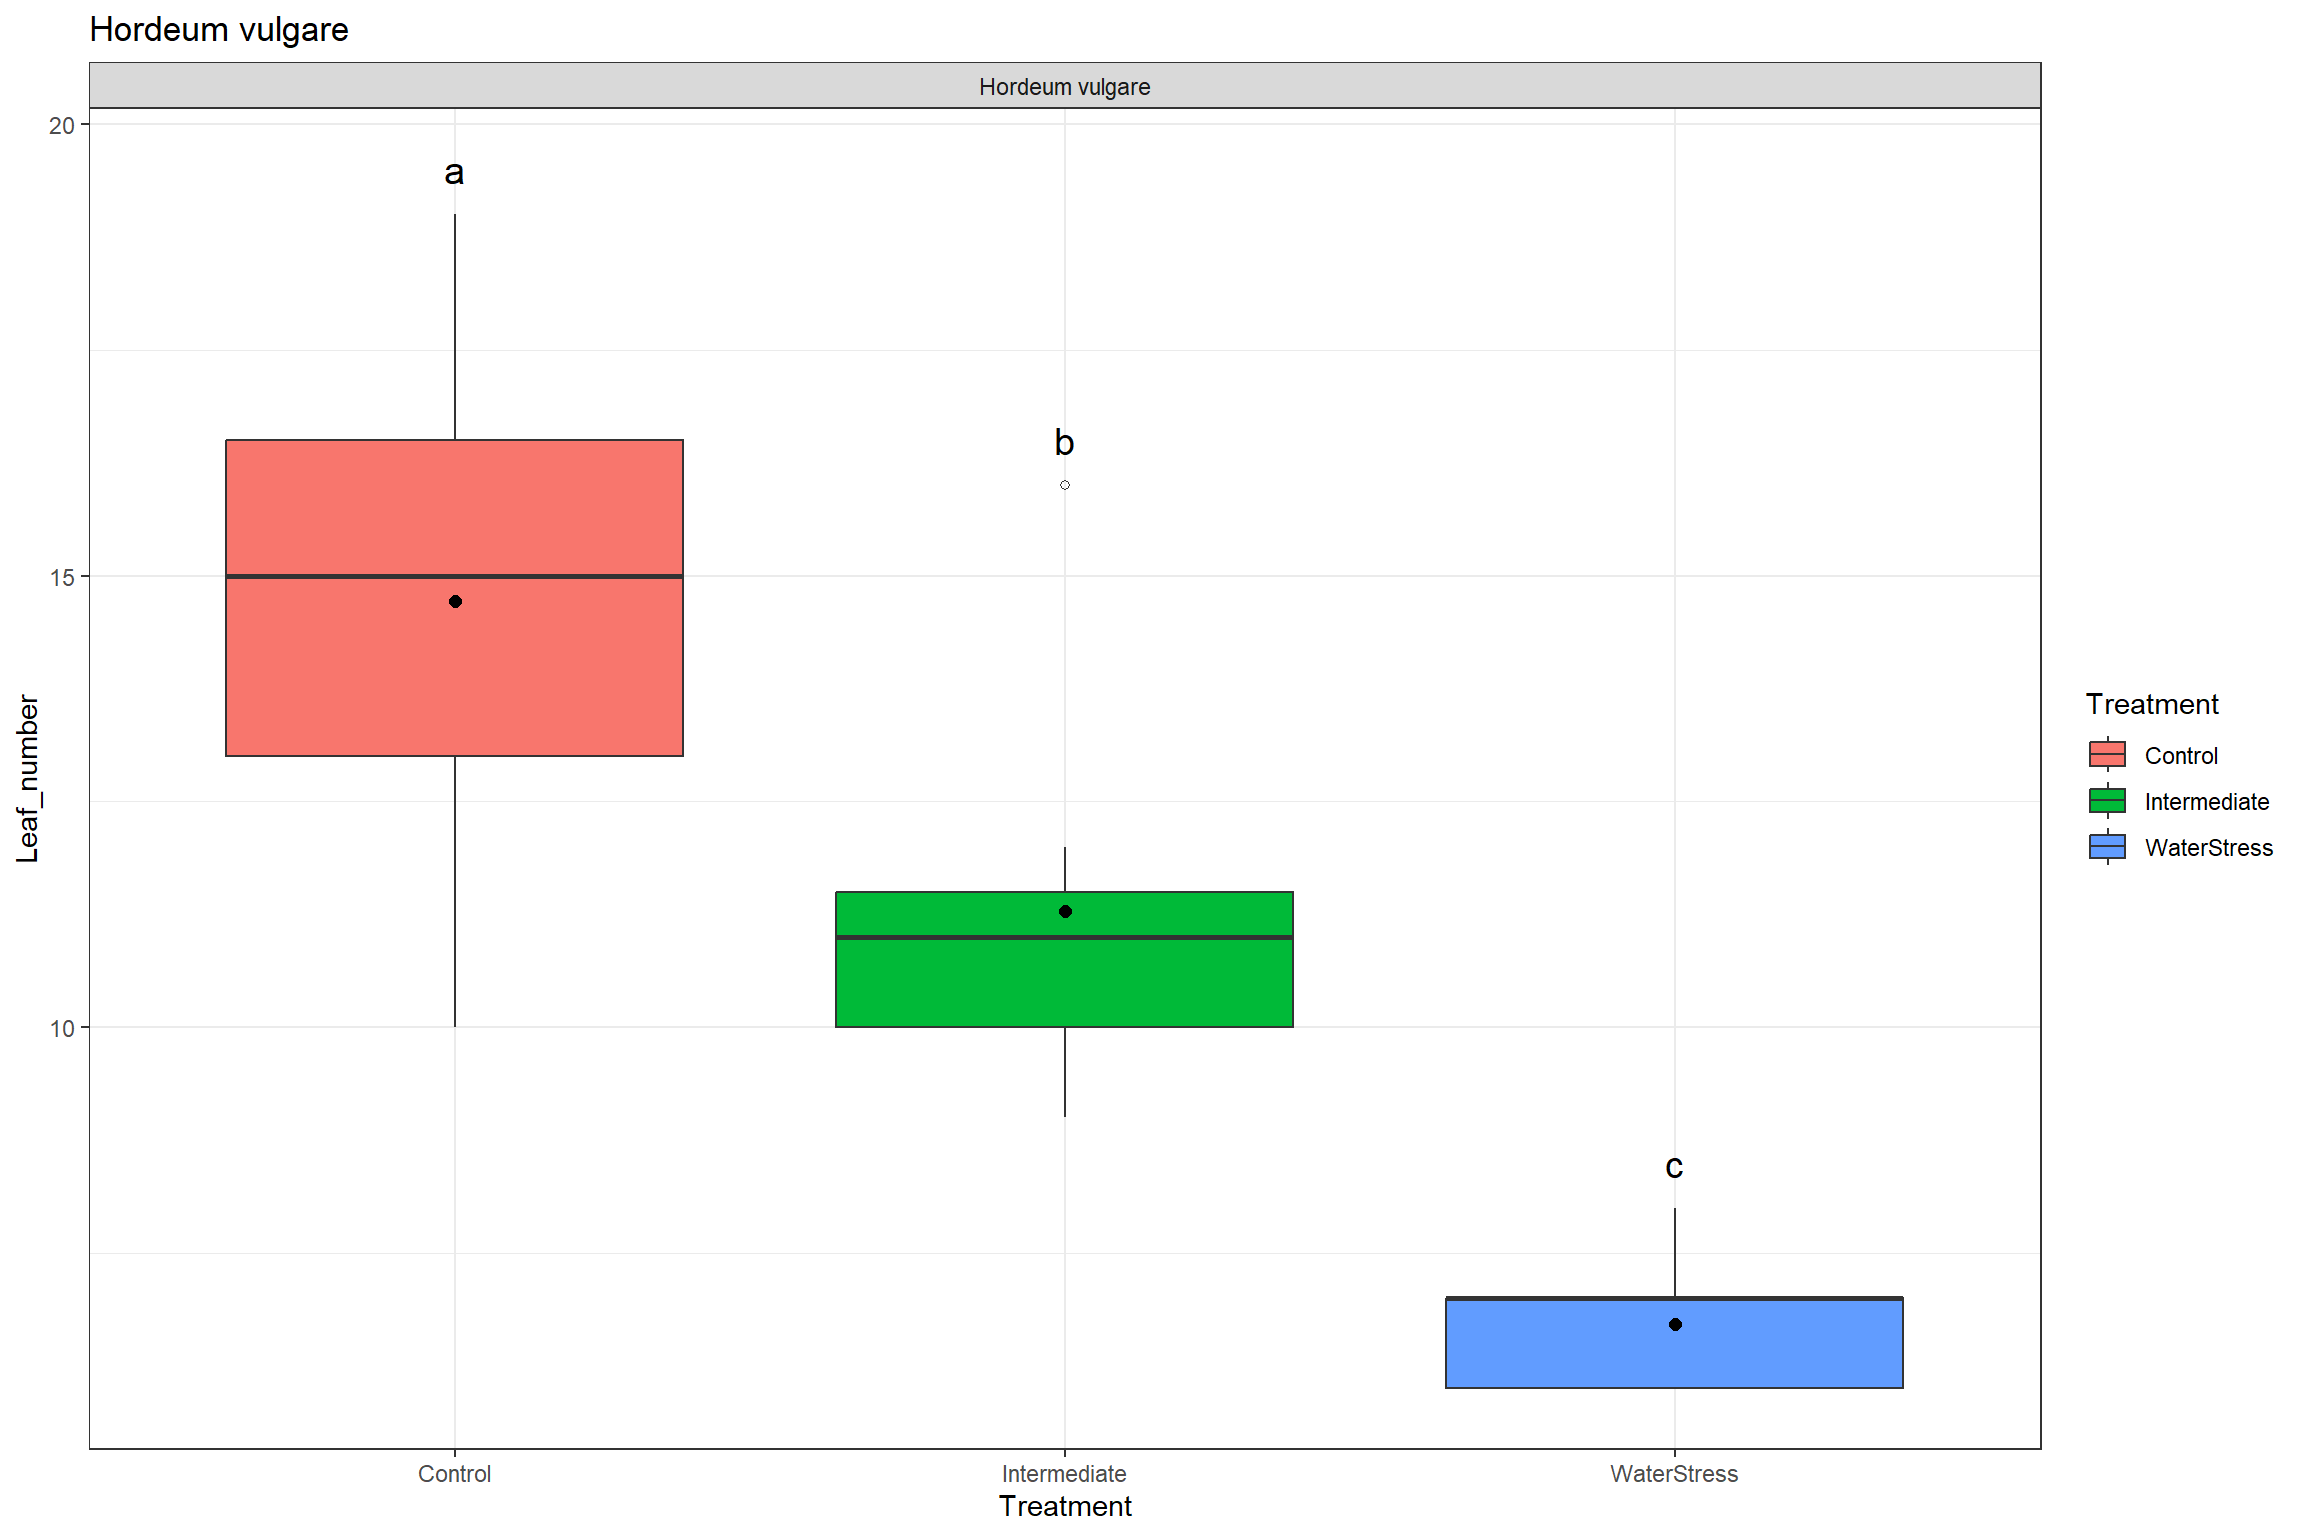 Hordeum vulgare
Hordeum vulgare
20
15
10
a
b
c
Leaf_number
Control
Intermediate
WaterStress
Treatment
Treatment
Control
Intermediate
WaterStress